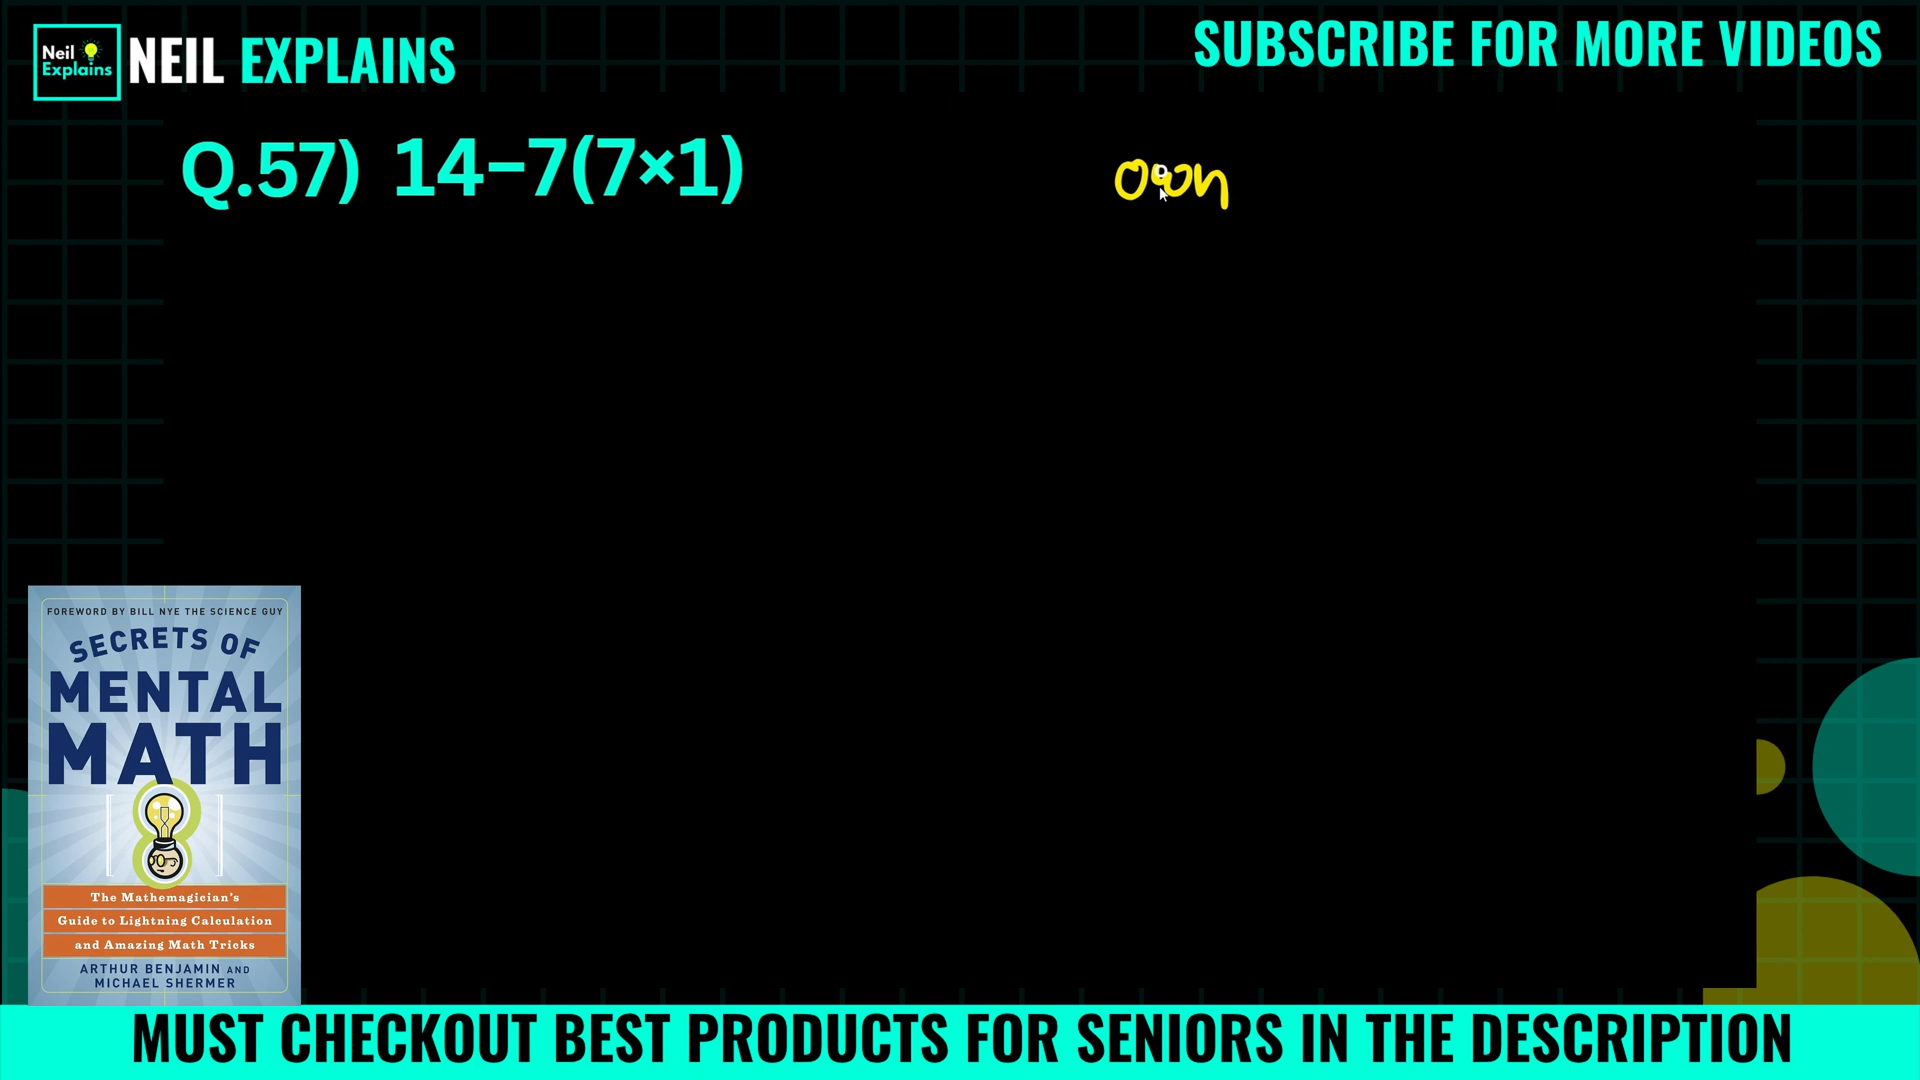 Neil
Explains
NEIL EXPLAINS
SUBSCRIBE FOR MORE VIDEOS
Q.57) 14−7(7×1)
FOREWORD BY BILL NYE THE SCIENCE GUY
SECRETS OF
MENTAL
MATH
The Mathemagician's
Guide to Lightning Calculation
and Amazing Math Tricks
ARTHUR BENJAMIN AND
MICHAEL SHERMER
MUST CHECKOUT BEST PRODUCTS FOR SENIORS IN THE DESCRIPTION